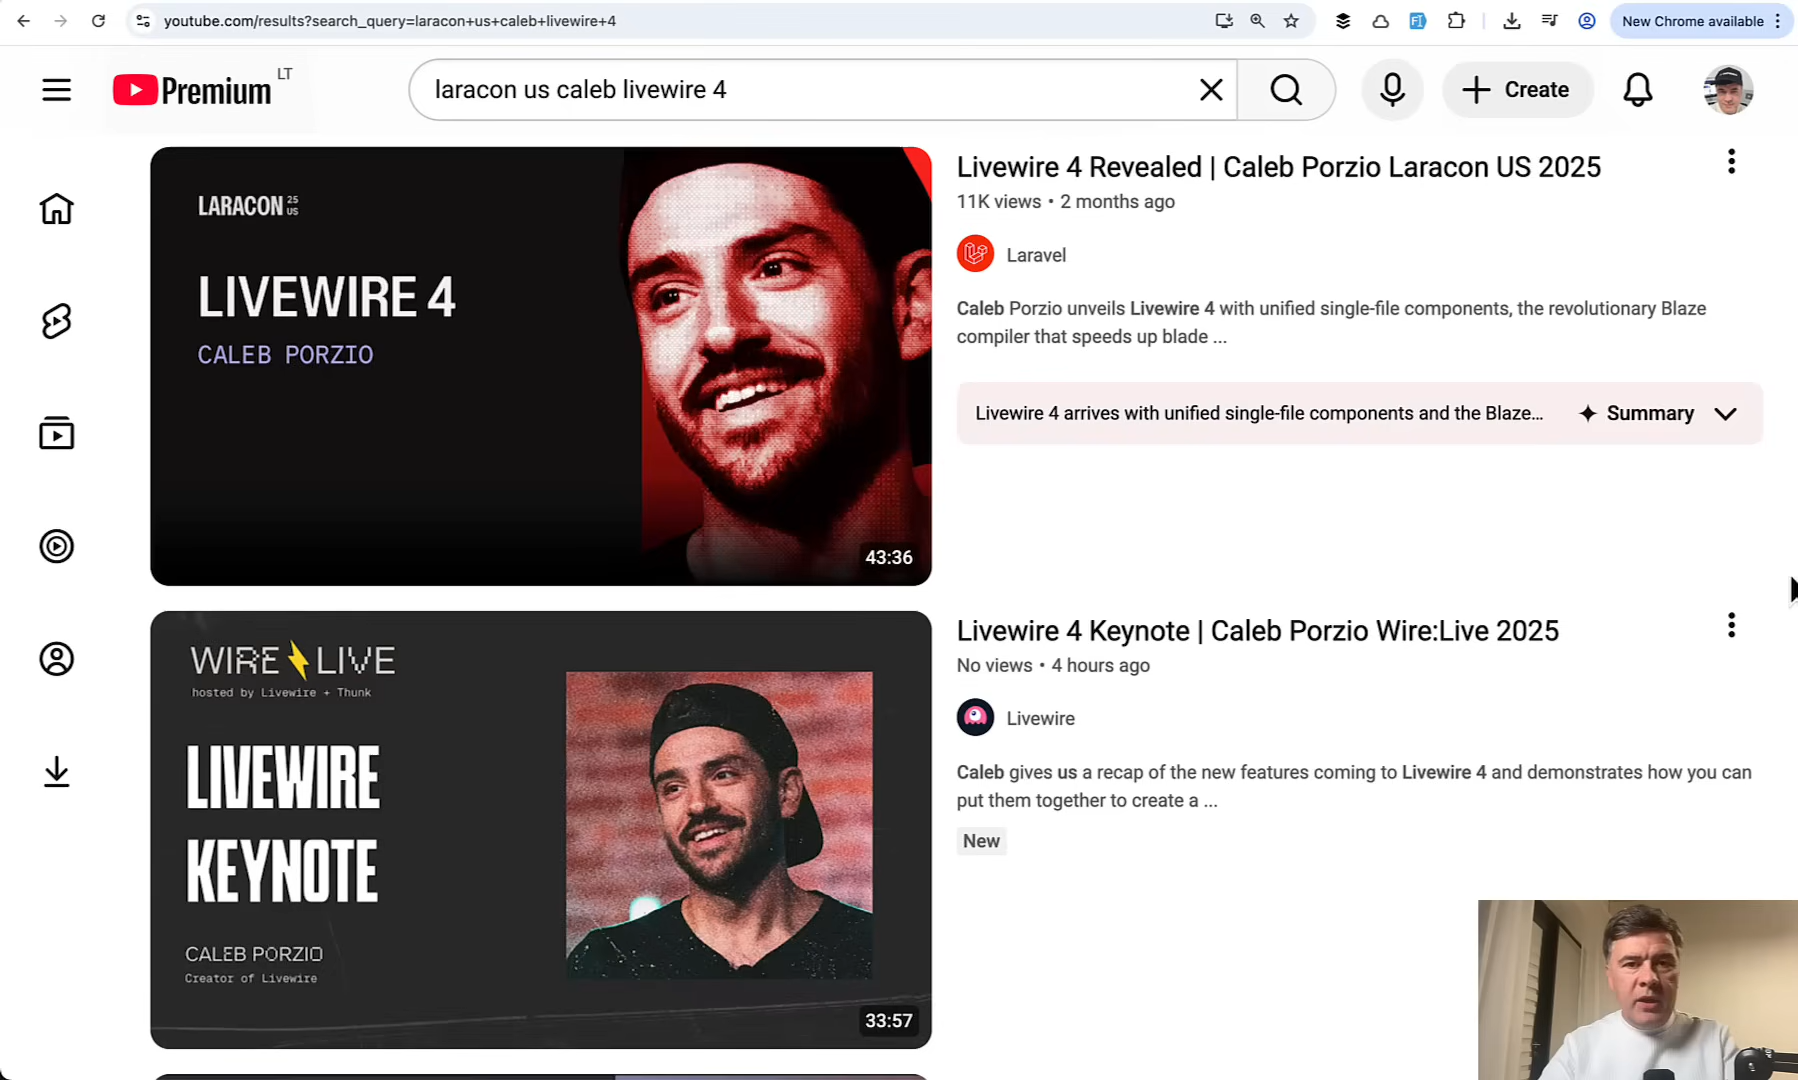 youtube.com/results?search_query=laracon+us+caleb+livewire+4
New Chrome available
Premium LT
laracon us caleb livewire 4
Create
LARACON 25 US
LIVEWIRE 4
CALEB PORZIO
43:36
Livewire 4 Revealed | Caleb Porzio Laracon US 2025
11K views • 2 months ago
Laravel
Caleb Porzio unveils Livewire 4 with unified single-file components, the revolutionary Blaze
compiler that speeds up blade ...
Livewire 4 arrives with unified single-file components and the Blaze... Summary
WIRE LIVE
hosted by Livewire + Thunk
LIVEWIRE
KEYNOTE
CALEB PORZIO
Creator of Livewire
33:57
Livewire 4 Keynote | Caleb Porzio Wire:Live 2025
No views • 4 hours ago
Livewire
Caleb gives us a recap of the new features coming to Livewire 4 and demonstrates how you can
put them together to create a ...
New